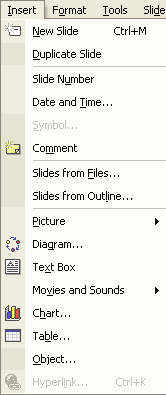 Insert Format Tools Slid
New Slide Ctrl+M
Duplicate Slide
Slide Number
Date and Time...
Symbol...
Comment
Slides from Files...
Slides from Outline...
Picture
Diagram...
Text Box
Movies and Sounds
Chart...
Table...
Object...
Hyperlink... Ctrl+K